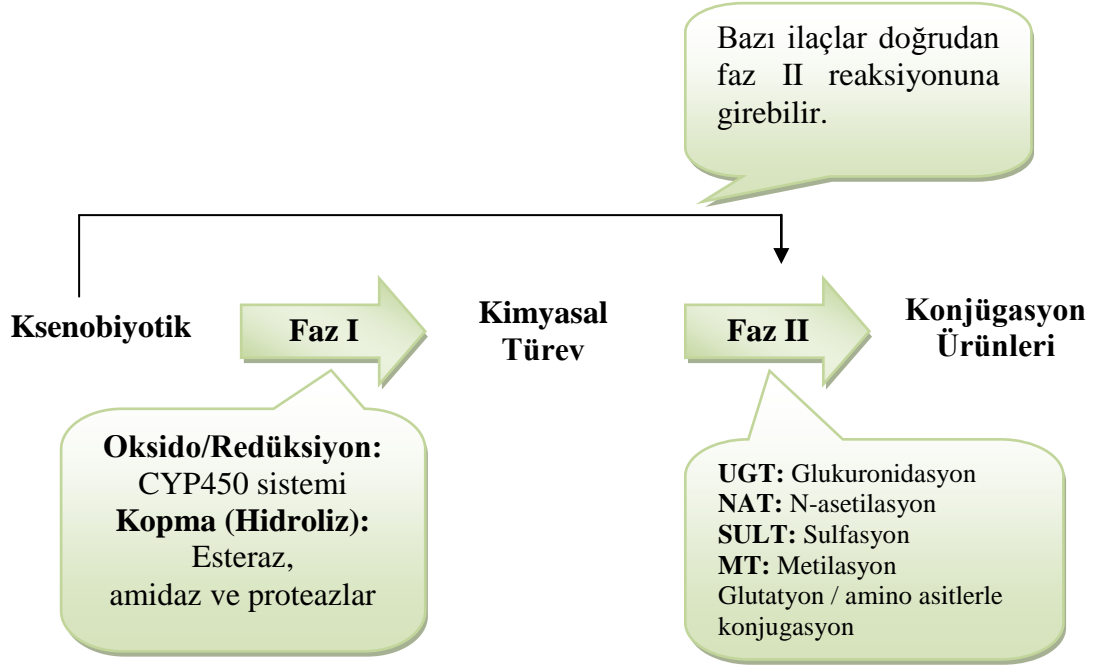 Bazı ilaçlar doğrudan
faz II reaksiyonuna
girebilir.
Ksenobiyotik
Faz I
Kimyasal
Türev
Faz II
Konjügasyon
Ürünleri
Oksido/Redüksiyon:
CYP450 sistemi
Kopma (Hidroliz):
Esteraz,
amidaz ve proteazlar
UGT: Glukuronidasyon
NAT: N-asetilasyon
SULT: Sulfasyon
MT: Metilasyon
Glutatyon / amino asitlerle
konjugasyon